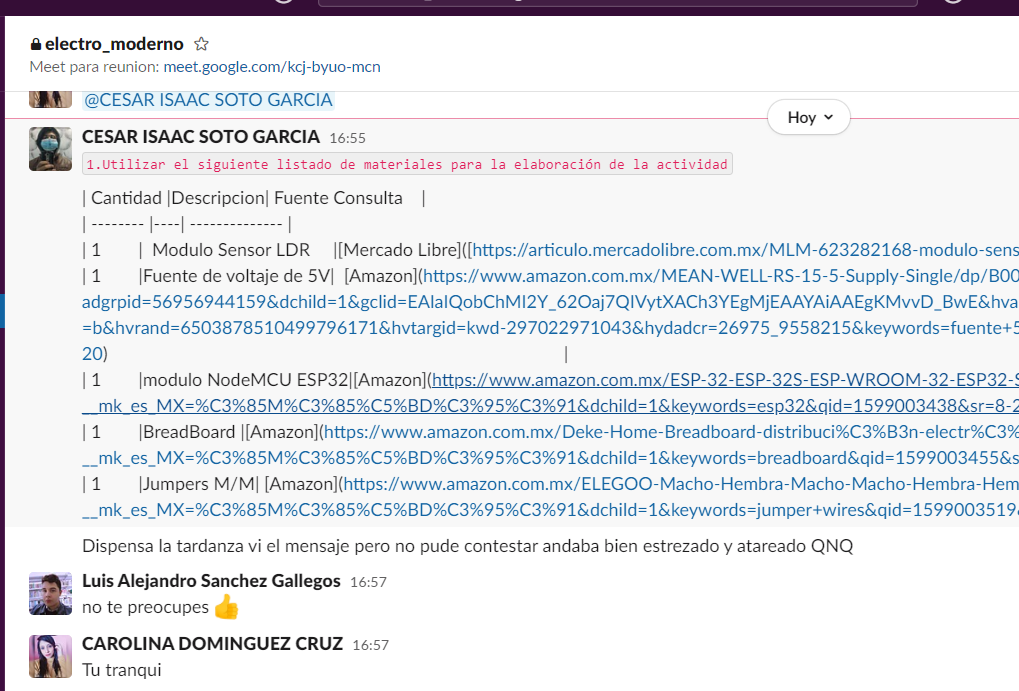 electro_moderno
Meet para reunion: meet.google.com/kcj-byuo-mcn
@CESAR ISAAC SOTO GARCIA
Hoy
CESAR ISAAC SOTO GARCIA 16:55
1.Utilizar el siguiente listado de materiales para la elaboración de la actividad
| Cantidad |Descripcion| Fuente Consulta |
| -------- |----| -------------- |
| 1 | Modulo Sensor LDR |[Mercado Libre]([https://articulo.mercadolibre.com.mx/MLM-623282168-modulo-sens
| 1 |Fuente de voltaje de 5V| [Amazon](https://www.amazon.com.mx/MEAN-WELL-RS-15-5-Supply-Single/dp/B00
adgrpid=56956944159&dchild=1&gclid=EAIaIQobChMI2Y_62Oaj7QIVytXACh3YEgMjEAAYAiAAEgKMvvD_BwE&hva
=b&hvrand=6503878510499796171&hvtargid=kwd-297022971043&hydadcr=26975_9558215&keywords=fuente+5
20) |
| 1 |modulo NodeMCU ESP32|[Amazon](https://www.amazon.com.mx/ESP-32-ESP-32S-ESP-WROOM-32-ESP32-S
__mk_es_MX=%C3%85M%C3%85%C5%BD%C3%95%C3%91&dchild=1&keywords=esp32&qid=1599003438&sr=8-2
| 1 |BreadBoard |[Amazon](https://www.amazon.com.mx/Deke-Home-Breadboard-distribuci%C3%B3n-electr%C3%
__mk_es_MX=%C3%85M%C3%85%C5%BD%C3%95%C3%91&dchild=1&keywords=breadboard&qid=1599003455&s
| 1 |Jumpers M/M| [Amazon](https://www.amazon.com.mx/ELEGOO-Macho-Hembra-Macho-Macho-Hembra-Hem
__mk_es_MX=%C3%85M%C3%85%C5%BD%C3%95%C3%91&dchild=1&keywords=jumper+wires&qid=1599003519&
Dispensa la tardanza vi el mensaje pero no pude contestar andaba bien estrezado y atareado QNQ
Luis Alejandro Sanchez Gallegos 16:57
no te preocupes 👍
CAROLINA DOMINGUEZ CRUZ 16:57
Tu tranqui